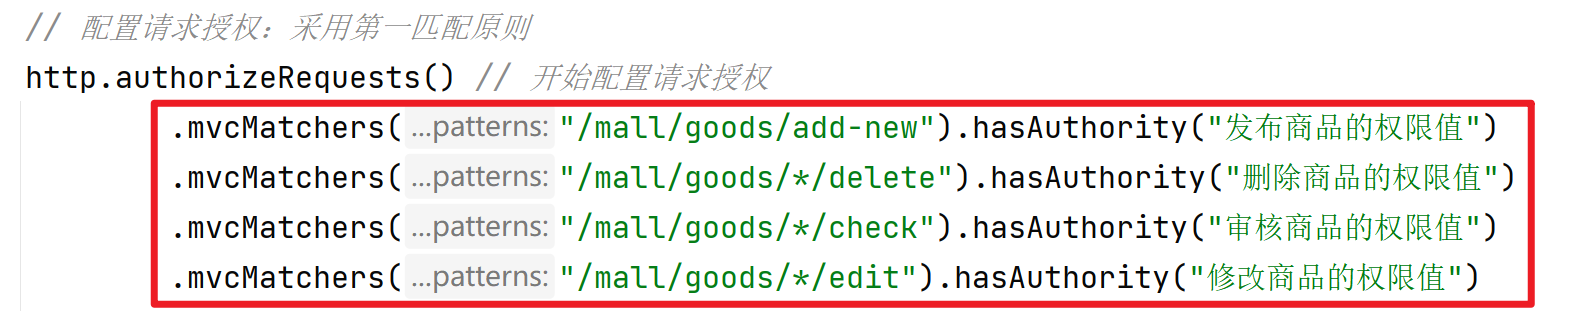 // 配置请求授权：采用第一匹配原则
http.authorizeRequests() // 开始配置请求授权
.mvcMatchers( ...patterns: "/mall/goods/add-new").hasAuthority("发布商品的权限值")
.mvcMatchers( ...patterns: "/mall/goods/*/delete").hasAuthority("删除商品的权限值")
.mvcMatchers( ...patterns: "/mall/goods/*/check").hasAuthority("审核商品的权限值")
.mvcMatchers( ...patterns: "/mall/goods/*/edit").hasAuthority("修改商品的权限值")